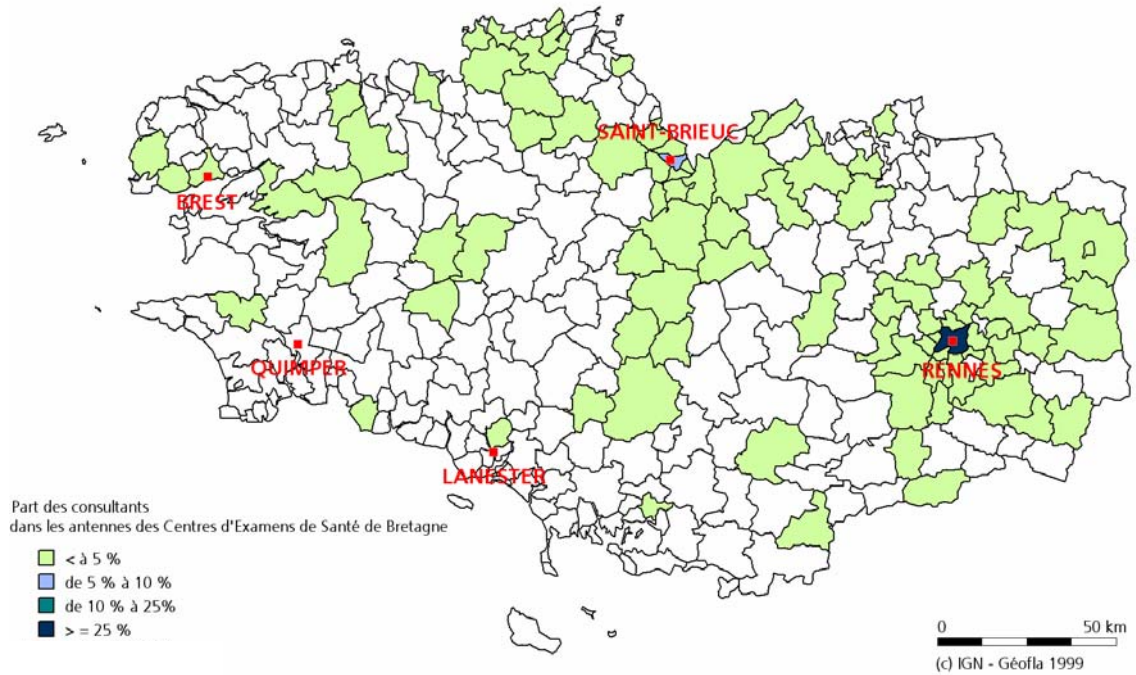 SAINT-BRIEUC
BREST
QUIMPER
RENNES
LANESTER
Part des consultants
dans les antennes des Centres d'Examens de Santé de Bretagne
< à 5 %
de 5 % à 10 %
de 10 % à 25%
> = 25 %
0 50 km
(c) IGN - Géofla 1999